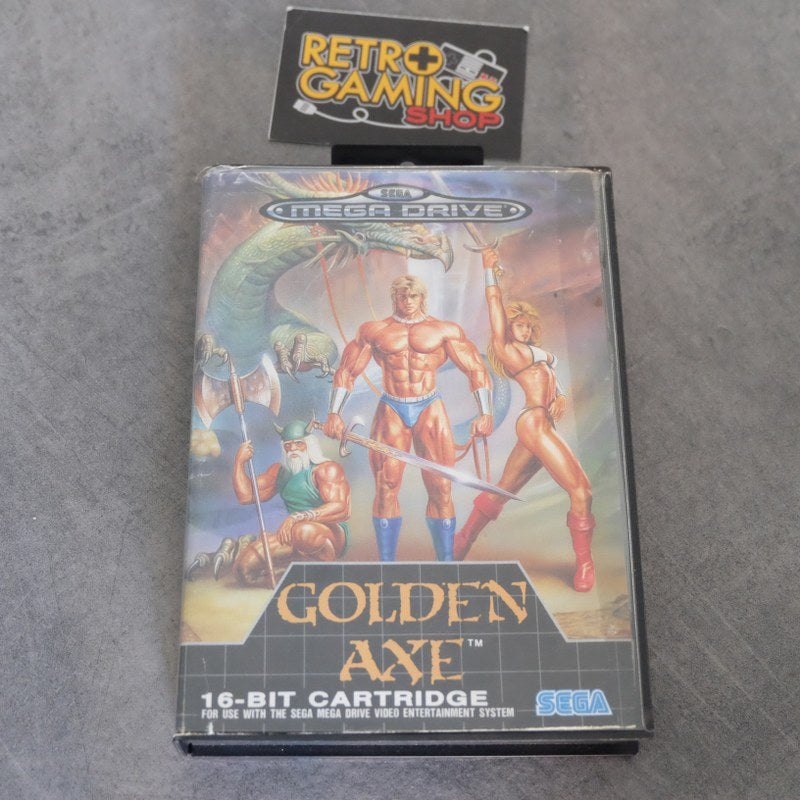 RETRO
GAMING
SHOP
SEGA
MEGA DRIVE
GOLDEN
AXE™
16-BIT CARTRIDGE
FOR USE WITH THE SEGA MEGA DRIVE VIDEO ENTERTAINMENT SYSTEM
SEGA